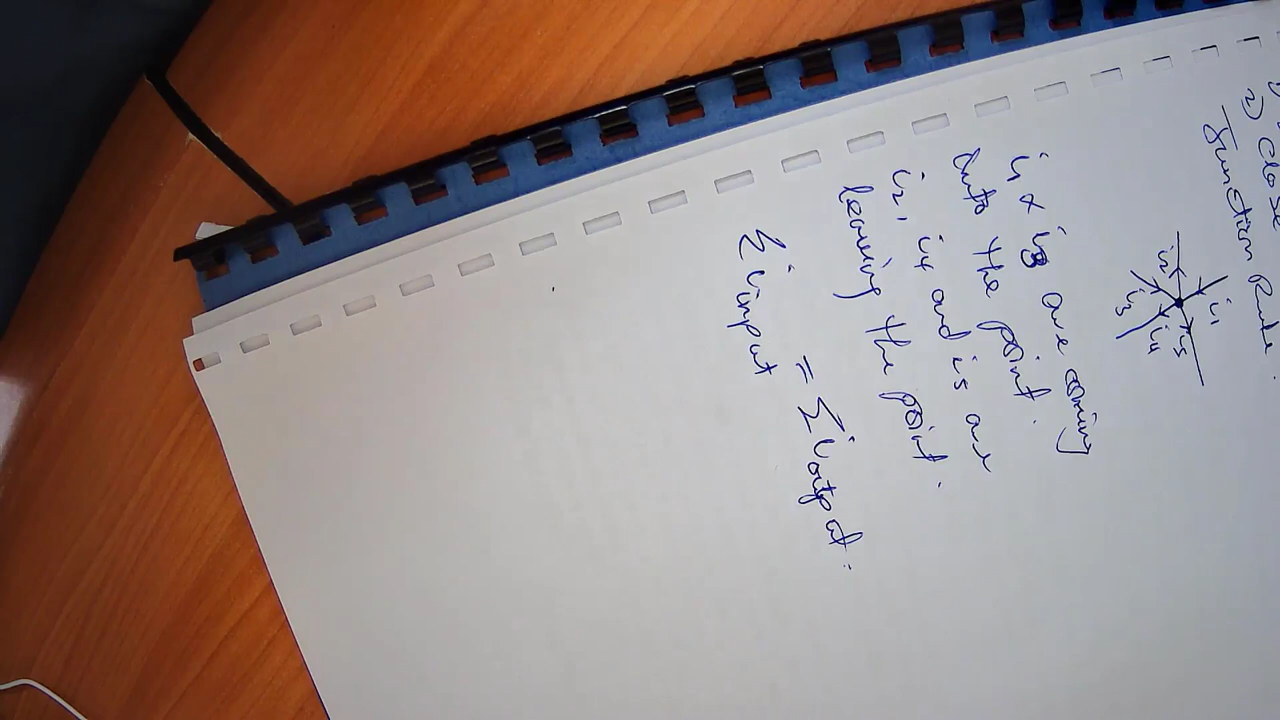 2) close
Junction Rule.
i1
i2
i3
i4
i5
i1 & i3 are coming
into the point.
i2, i4 and i5 are
leaving the point.
∑ i input = ∑ i output.